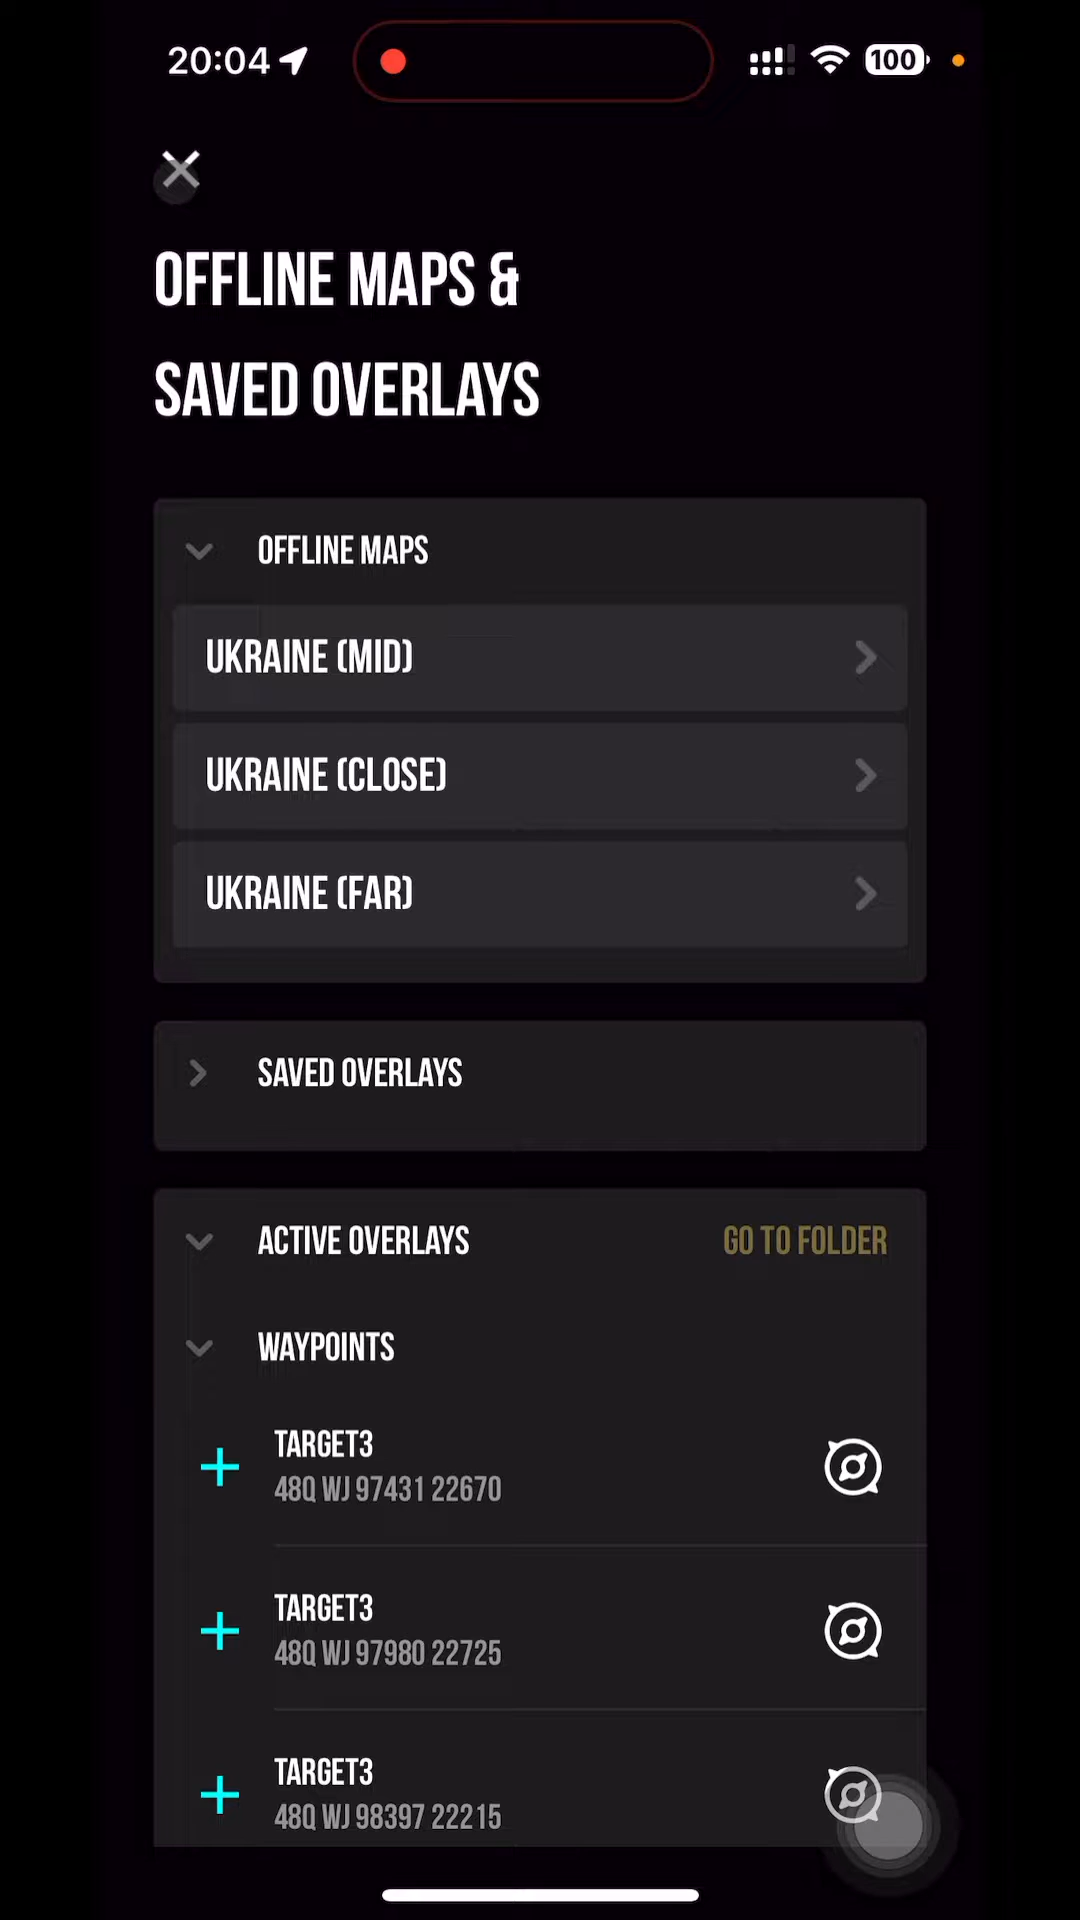 20:04
100
OFFLINE MAPS &
SAVED OVERLAYS
OFFLINE MAPS
UKRAINE (MID)
UKRAINE (CLOSE)
UKRAINE (FAR)
SAVED OVERLAYS
ACTIVE OVERLAYS
GO TO FOLDER
WAYPOINTS
TARGET3
48Q WJ 97431 22670
TARGET3
48Q WJ 97980 22725
TARGET3
48Q WJ 98397 22215